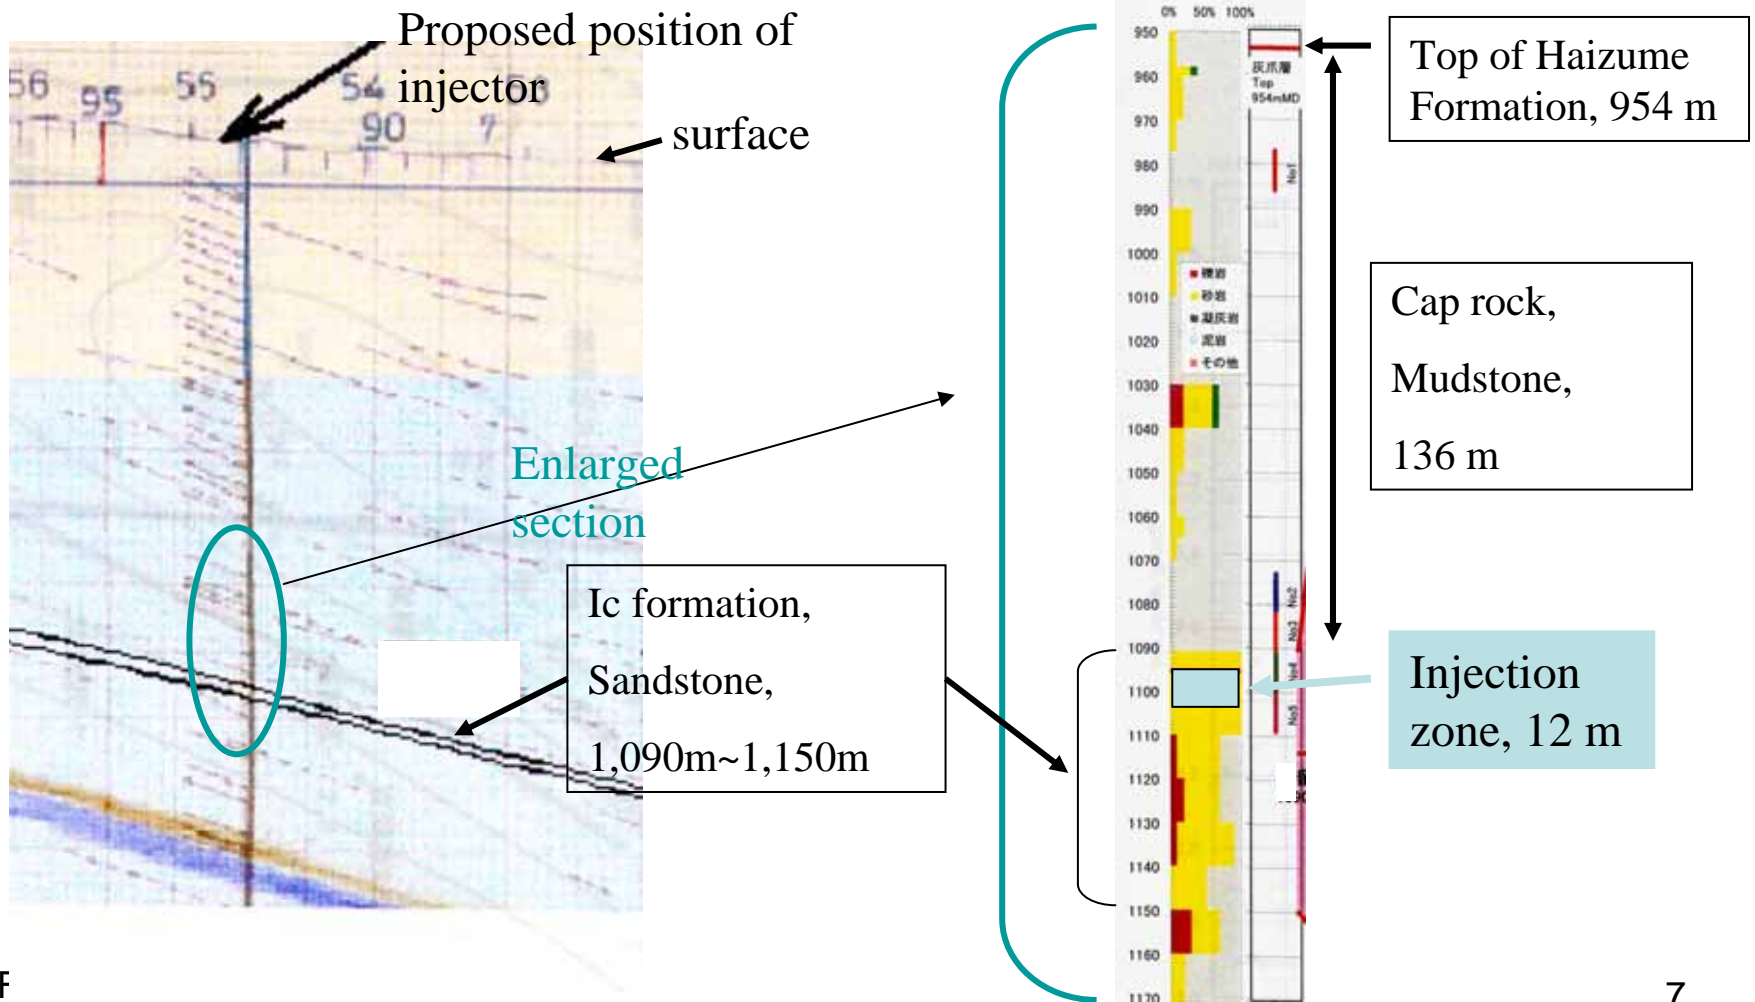 Proposed position of
injector
surface
56
95
55
54
90
7
Enlarged
section
Ic formation,
Sandstone,
1,090m~1,150m
0%
50%
100%
950
960
970
980
990
1000
1010
1020
1030
1040
1050
1060
1070
1080
1090
1100
1110
1120
1130
1140
1150
1160
1170
礫岩
砂岩
凝灰岩
泥岩
その他
灰爪層
Top
954mMD
No1
No2
No3
No4
No5
Top of Haizume
Formation, 954 m
Cap rock,
Mudstone,
136 m
Injection
zone, 12 m
7